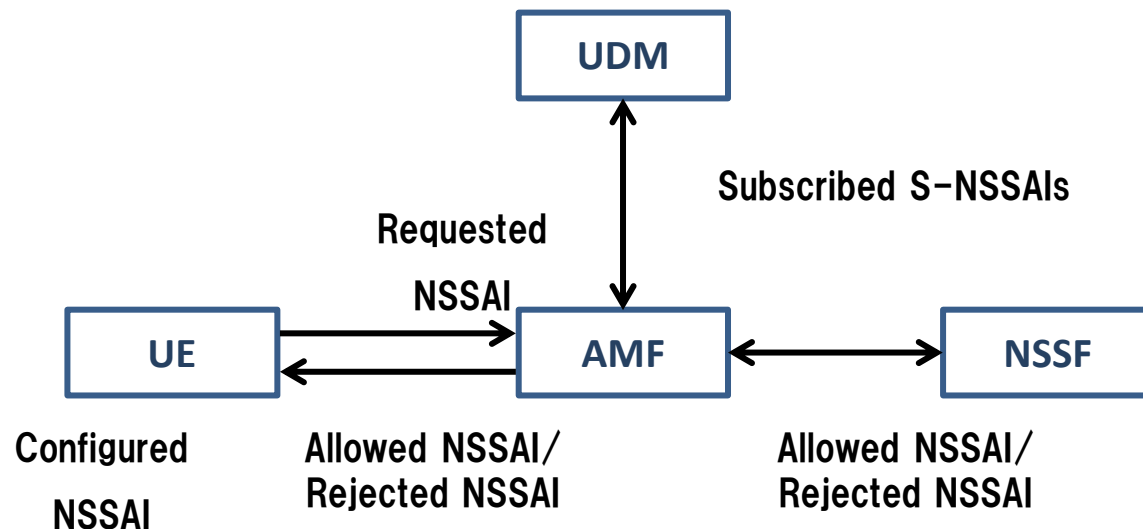 UDM
Subscribed S-NSSAIs
Requested
NSSAI
UE
AMF
NSSF
Configured
NSSAI
Allowed NSSAI/
Rejected NSSAI
Allowed NSSAI/
Rejected NSSAI